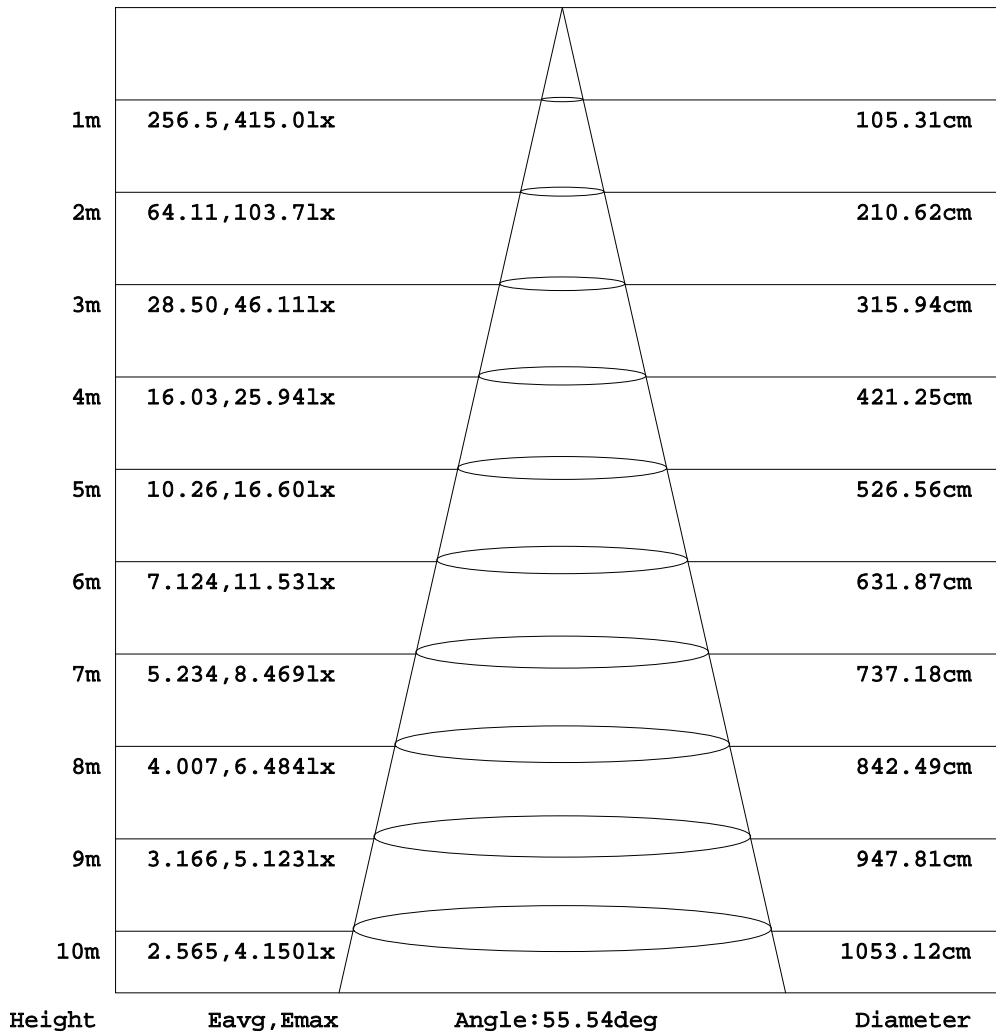 1m 256.5,415.0lx 105.31cm
2m 64.11,103.7lx 210.62cm
3m 28.50,46.11lx 315.94cm
4m 16.03,25.94lx 421.25cm
5m 10.26,16.60lx 526.56cm
6m 7.124,11.53lx 631.87cm
7m 5.234,8.469lx 737.18cm
8m 4.007,6.484lx 842.49cm
9m 3.166,5.123lx 947.81cm
10m 2.565,4.150lx 1053.12cm
Height Eavg,Emax Angle:55.54deg Diameter